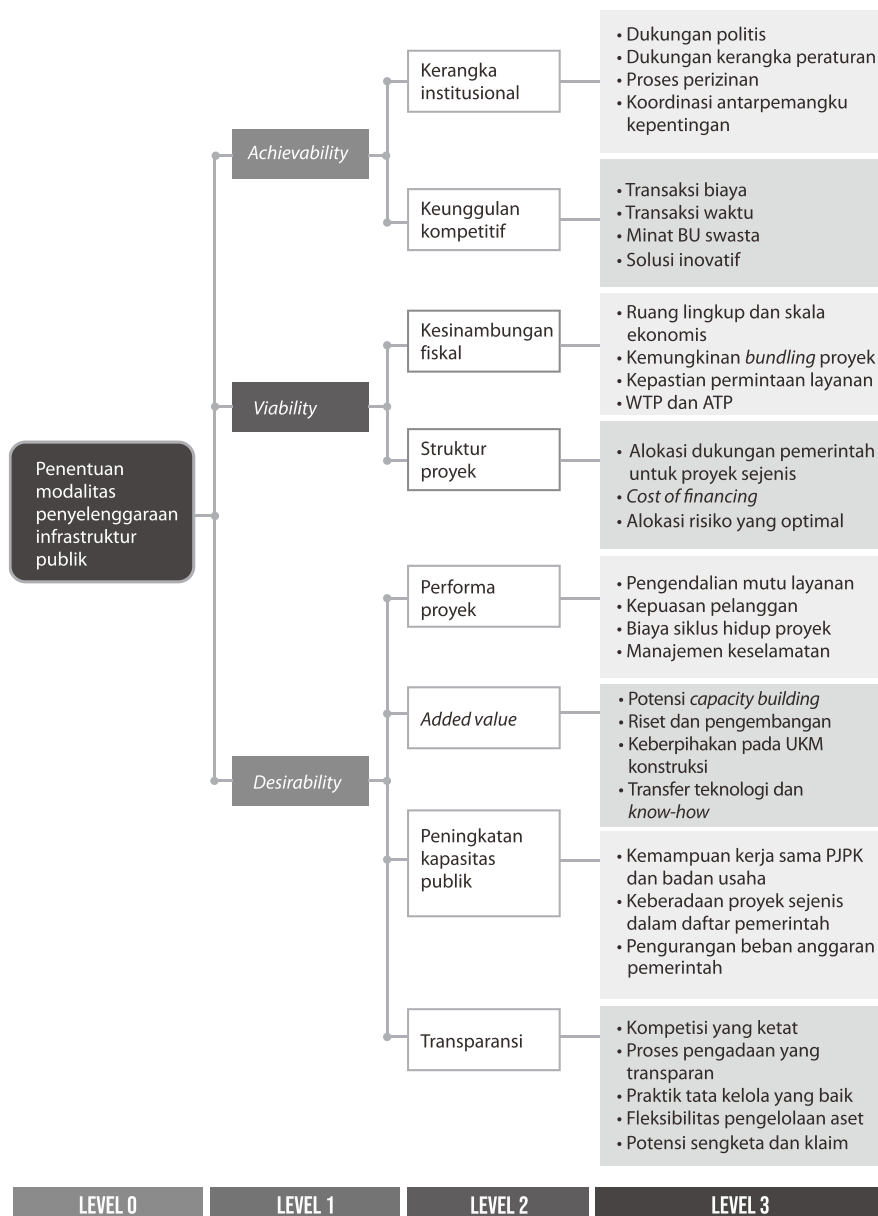 Penentuan
modalitas
penyelenggaraan
infrastruktur
publik
Achievability
Kerangka
institusional
• Dukungan politis
• Dukungan kerangka peraturan
• Proses perizinan
• Koordinasi antarpemangku
kepentingan
Keunggulan
kompetitif
• Transaksi biaya
• Transaksi waktu
• Minat BU swasta
• Solusi inovatif
Viability
Kesinambungan
fiskal
• Ruang lingkup dan skala
ekonomis
• Kemungkinan bundling proyek
• Kepastian permintaan layanan
• WTP dan ATP
Struktur
proyek
• Alokasi dukungan pemerintah
untuk proyek sejenis
• Cost of financing
• Alokasi risiko yang optimal
Desirability
Performa
proyek
• Pengendalian mutu layanan
• Kepuasan pelanggan
• Biaya siklus hidup proyek
• Manajemen keselamatan
Added value
• Potensi capacity building
• Riset dan pengembangan
• Keberpihakan pada UKM
konstruksi
• Transfer teknologi dan
know-how
Peningkatan
kapasitas
publik
• Kemampuan kerja sama PJPK
dan badan usaha
• Keberadaan proyek sejenis
dalam daftar pemerintah
• Pengurangan beban anggaran
pemerintah
Transparansi
• Kompetisi yang ketat
• Proses pengadaan yang
transparan
• Praktik tata kelola yang baik
• Fleksibilitas pengelolaan aset
• Potensi sengketa dan klaim
LEVEL 0
LEVEL 1
LEVEL 2
LEVEL 3